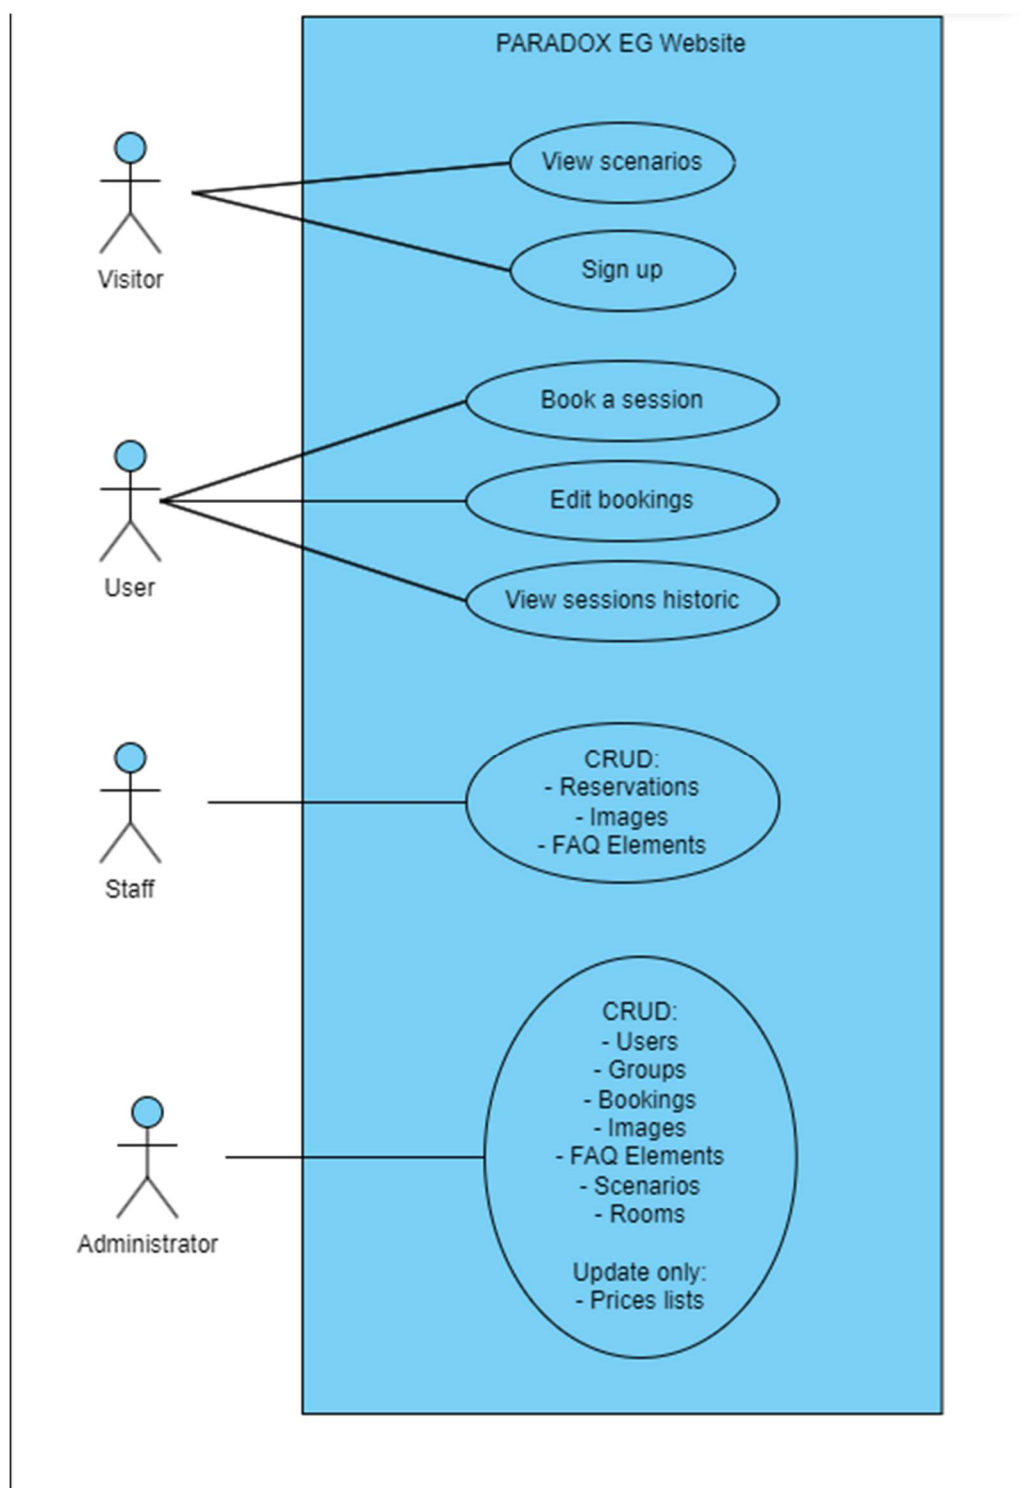 PARADOX EG Website
View scenarios
Sign up
Visitor
Book a session
Edit bookings
View sessions historic
User
CRUD:
- Reservations
- Images
- FAQ Elements
Staff
CRUD:
- Users
- Groups
- Bookings
- Images
- FAQ Elements
- Scenarios
- Rooms
Update only:
- Prices lists
Administrator